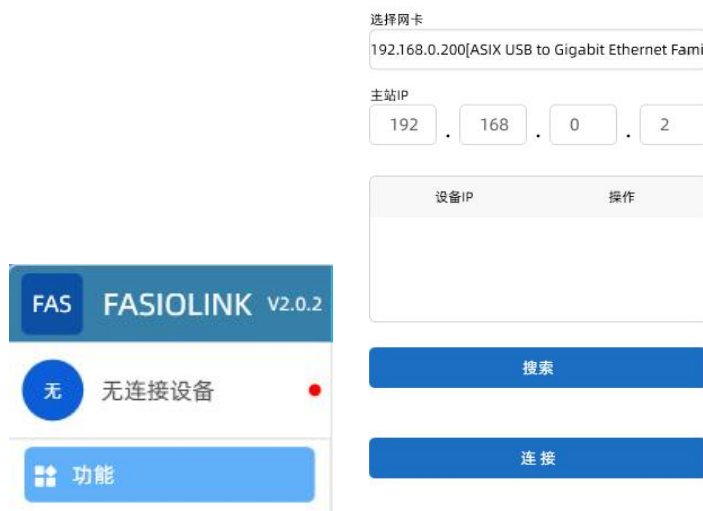 选择网卡
192.168.0.200[ASIX USB to Gigabit Ethernet Fami
主站IP
192 . 168 . 0 . 2
设备IP 操作
搜索
连接
FAS FASIOLINK V2.0.2
无 无连接设备
功能